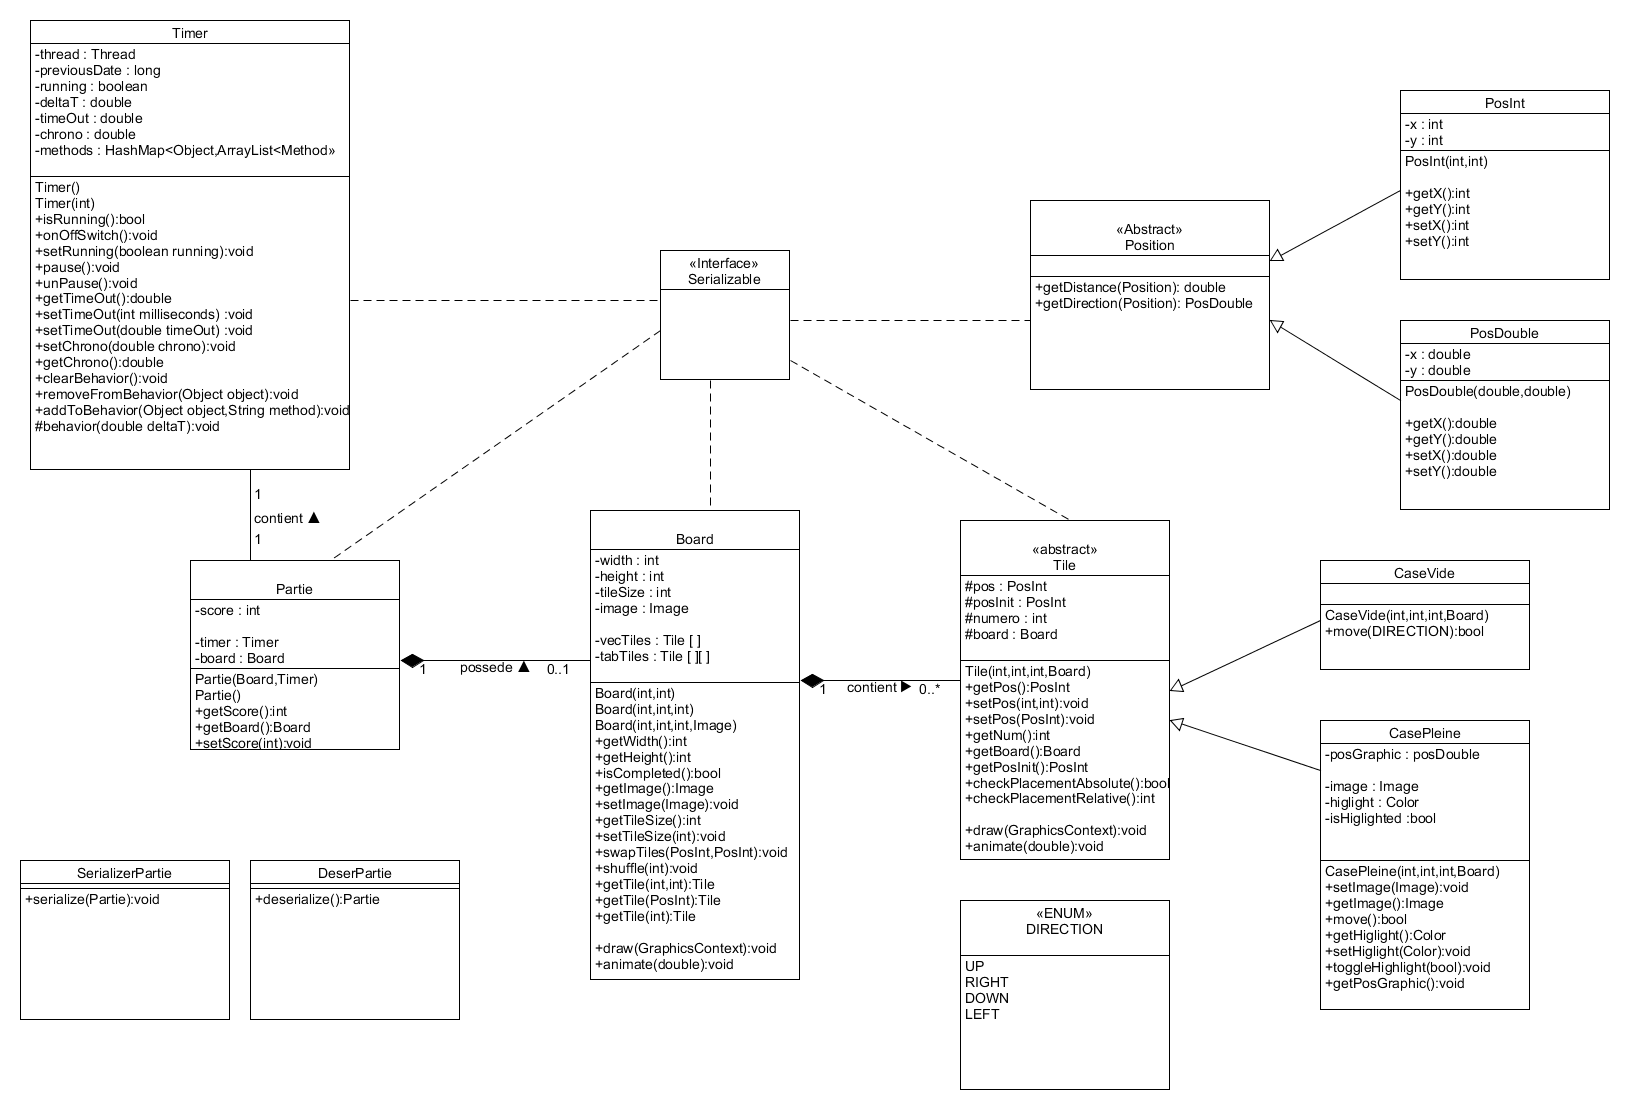 Timer
-thread : Thread
-previousDate : long
-running : boolean
-deltaT : double
-timeOut : double
-chrono : double
-methods : HashMap<Object,ArrayList<Method»
Timer()
Timer(int)
+isRunning():bool
+onOffSwitch():void
+setRunning(boolean running):void
+pause():void
+unPause():void
+getTimeOut():double
+setTimeOut(int milliseconds) :void
+setTimeOut(double timeOut) :void
+setChrono(double chrono):void
+getChrono():double
+clearBehavior():void
+removeFromBehavior(Object object):void
+addToBehavior(Object object,String method):void
#behavior(double deltaT):void
1
contient ▲
1
«Interface»
Serializable
«Abstract»
Position
+getDistance(Position): double
+getDirection(Position): PosDouble
PosInt
-x : int
-y : int
PosInt(int,int)
+getX():int
+getY():int
+setX():int
+setY():int
PosDouble
-x : double
-y : double
PosDouble(double,double)
+getX():double
+getY():double
+setX():double
+setY():double
Partie
-score : int
-timer : Timer
-board : Board
Partie(Board,Timer)
Partie()
+getScore():int
+getBoard():Board
+setScore(int):void
1 possede ▲ 0..1
Board
-width : int
-height : int
-tileSize : int
-image : Image
-vecTiles : Tile [ ]
-tabTiles : Tile [ ][ ]
Board(int,int)
Board(int,int,int)
Board(int,int,int,Image)
+getWidth():int
+getHeight():int
+isCompleted():bool
+getImage():Image
+setImage(Image):void
+getTileSize():int
+setTileSize(int):void
+swapTiles(PosInt,PosInt):void
+shuffle(int):void
+getTile(int,int):Tile
+getTile(PosInt):Tile
+getTile(int):Tile
+draw(GraphicsContext):void
+animate(double):void
1 contient ▶ 0..*
«abstract»
Tile
#pos : PosInt
#posInit : PosInt
#numero : int
#board : Board
Tile(int,int,int,Board)
+getPos():PosInt
+setPos(int,int):void
+setPos(PosInt):void
+getNum():int
+getBoard():Board
+getPosInit():PosInt
+checkPlacementAbsolute():bool
+checkPlacementRelative():int
+draw(GraphicsContext):void
+animate(double):void
CaseVide
CaseVide(int,int,int,Board)
+move(DIRECTION):bool
CasePleine
-posGraphic : posDouble
-image : Image
-higlight : Color
-isHiglighted :bool
CasePleine(int,int,int,Board)
+setImage(Image):void
+getImage():Image
+move():bool
+getHiglight():Color
+setHiglight(Color):void
+toggleHighlight(bool):void
+getPosGraphic():void
SerializerPartie
+serialize(Partie):void
DeserPartie
+deserialize():Partie
«ENUM»
DIRECTION
UP
RIGHT
DOWN
LEFT